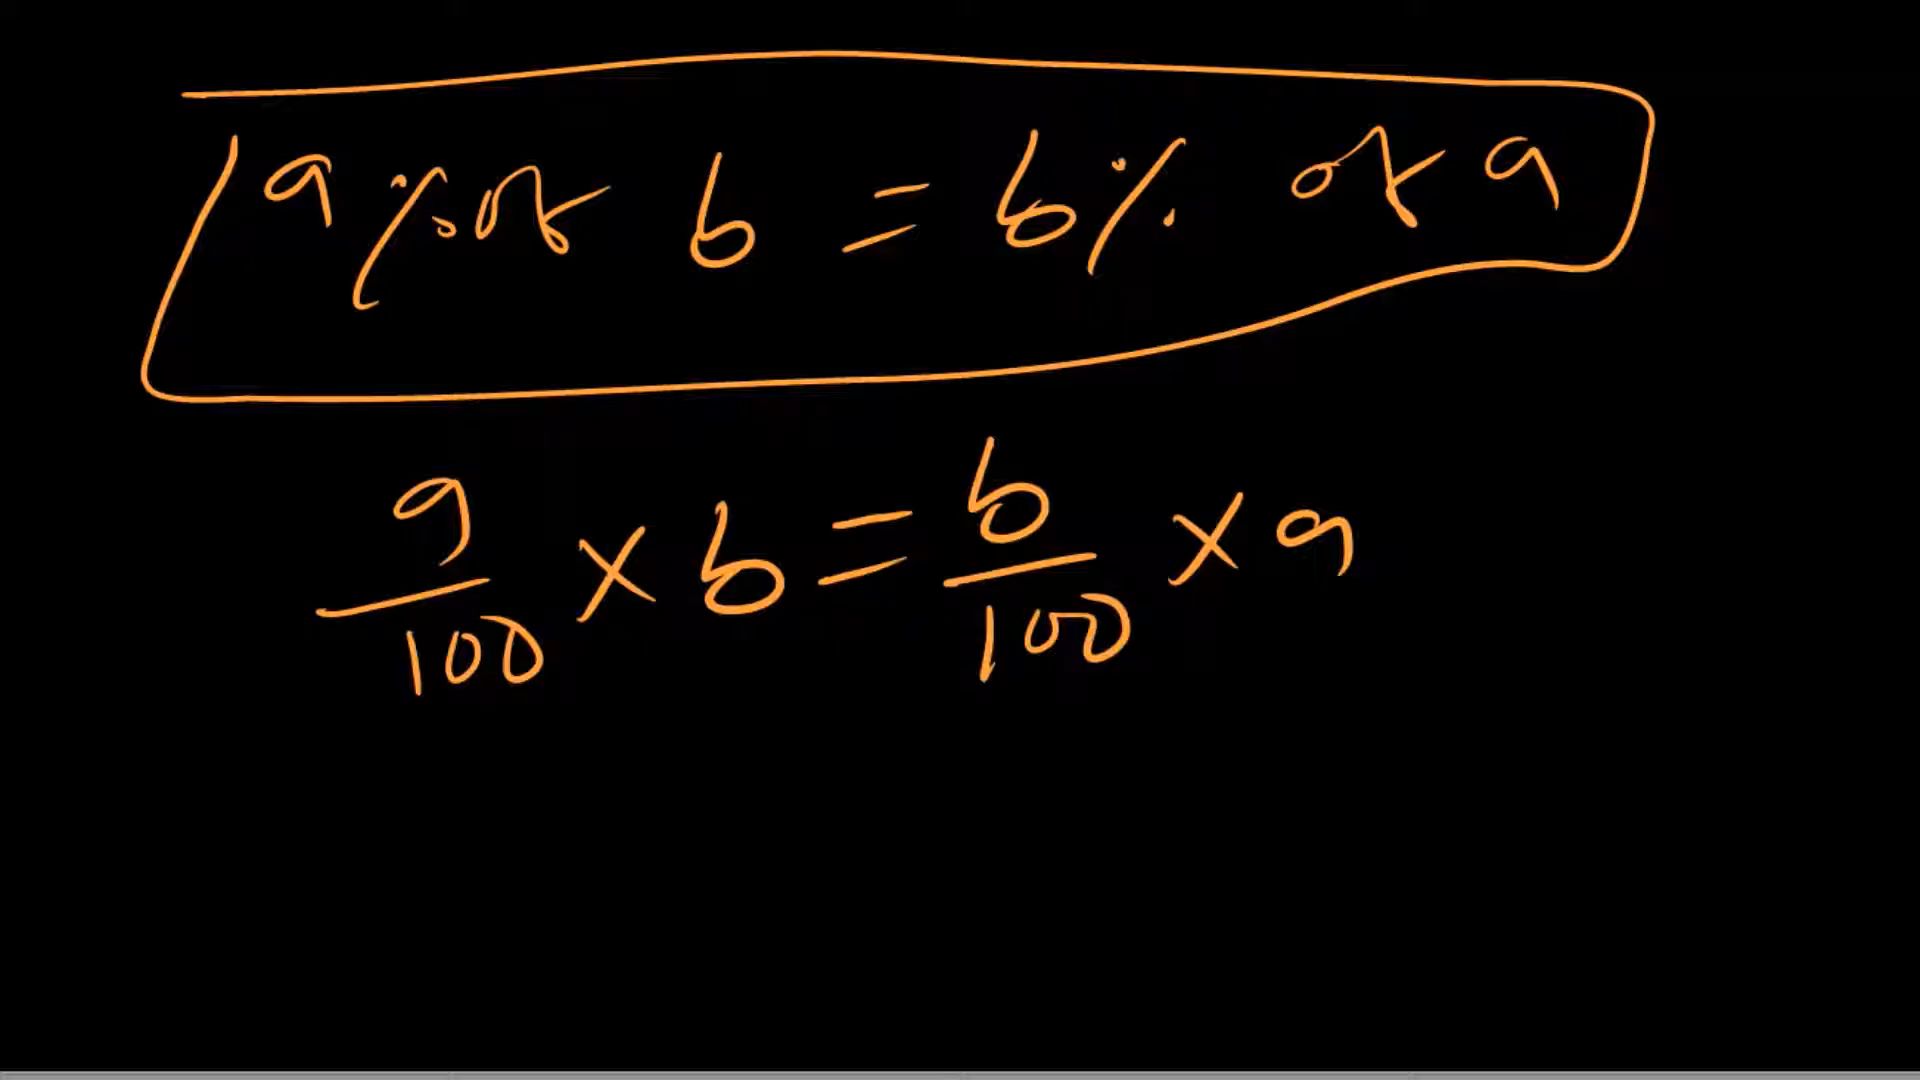 a % of b = b % of a
a/100 × b = b/100 × a